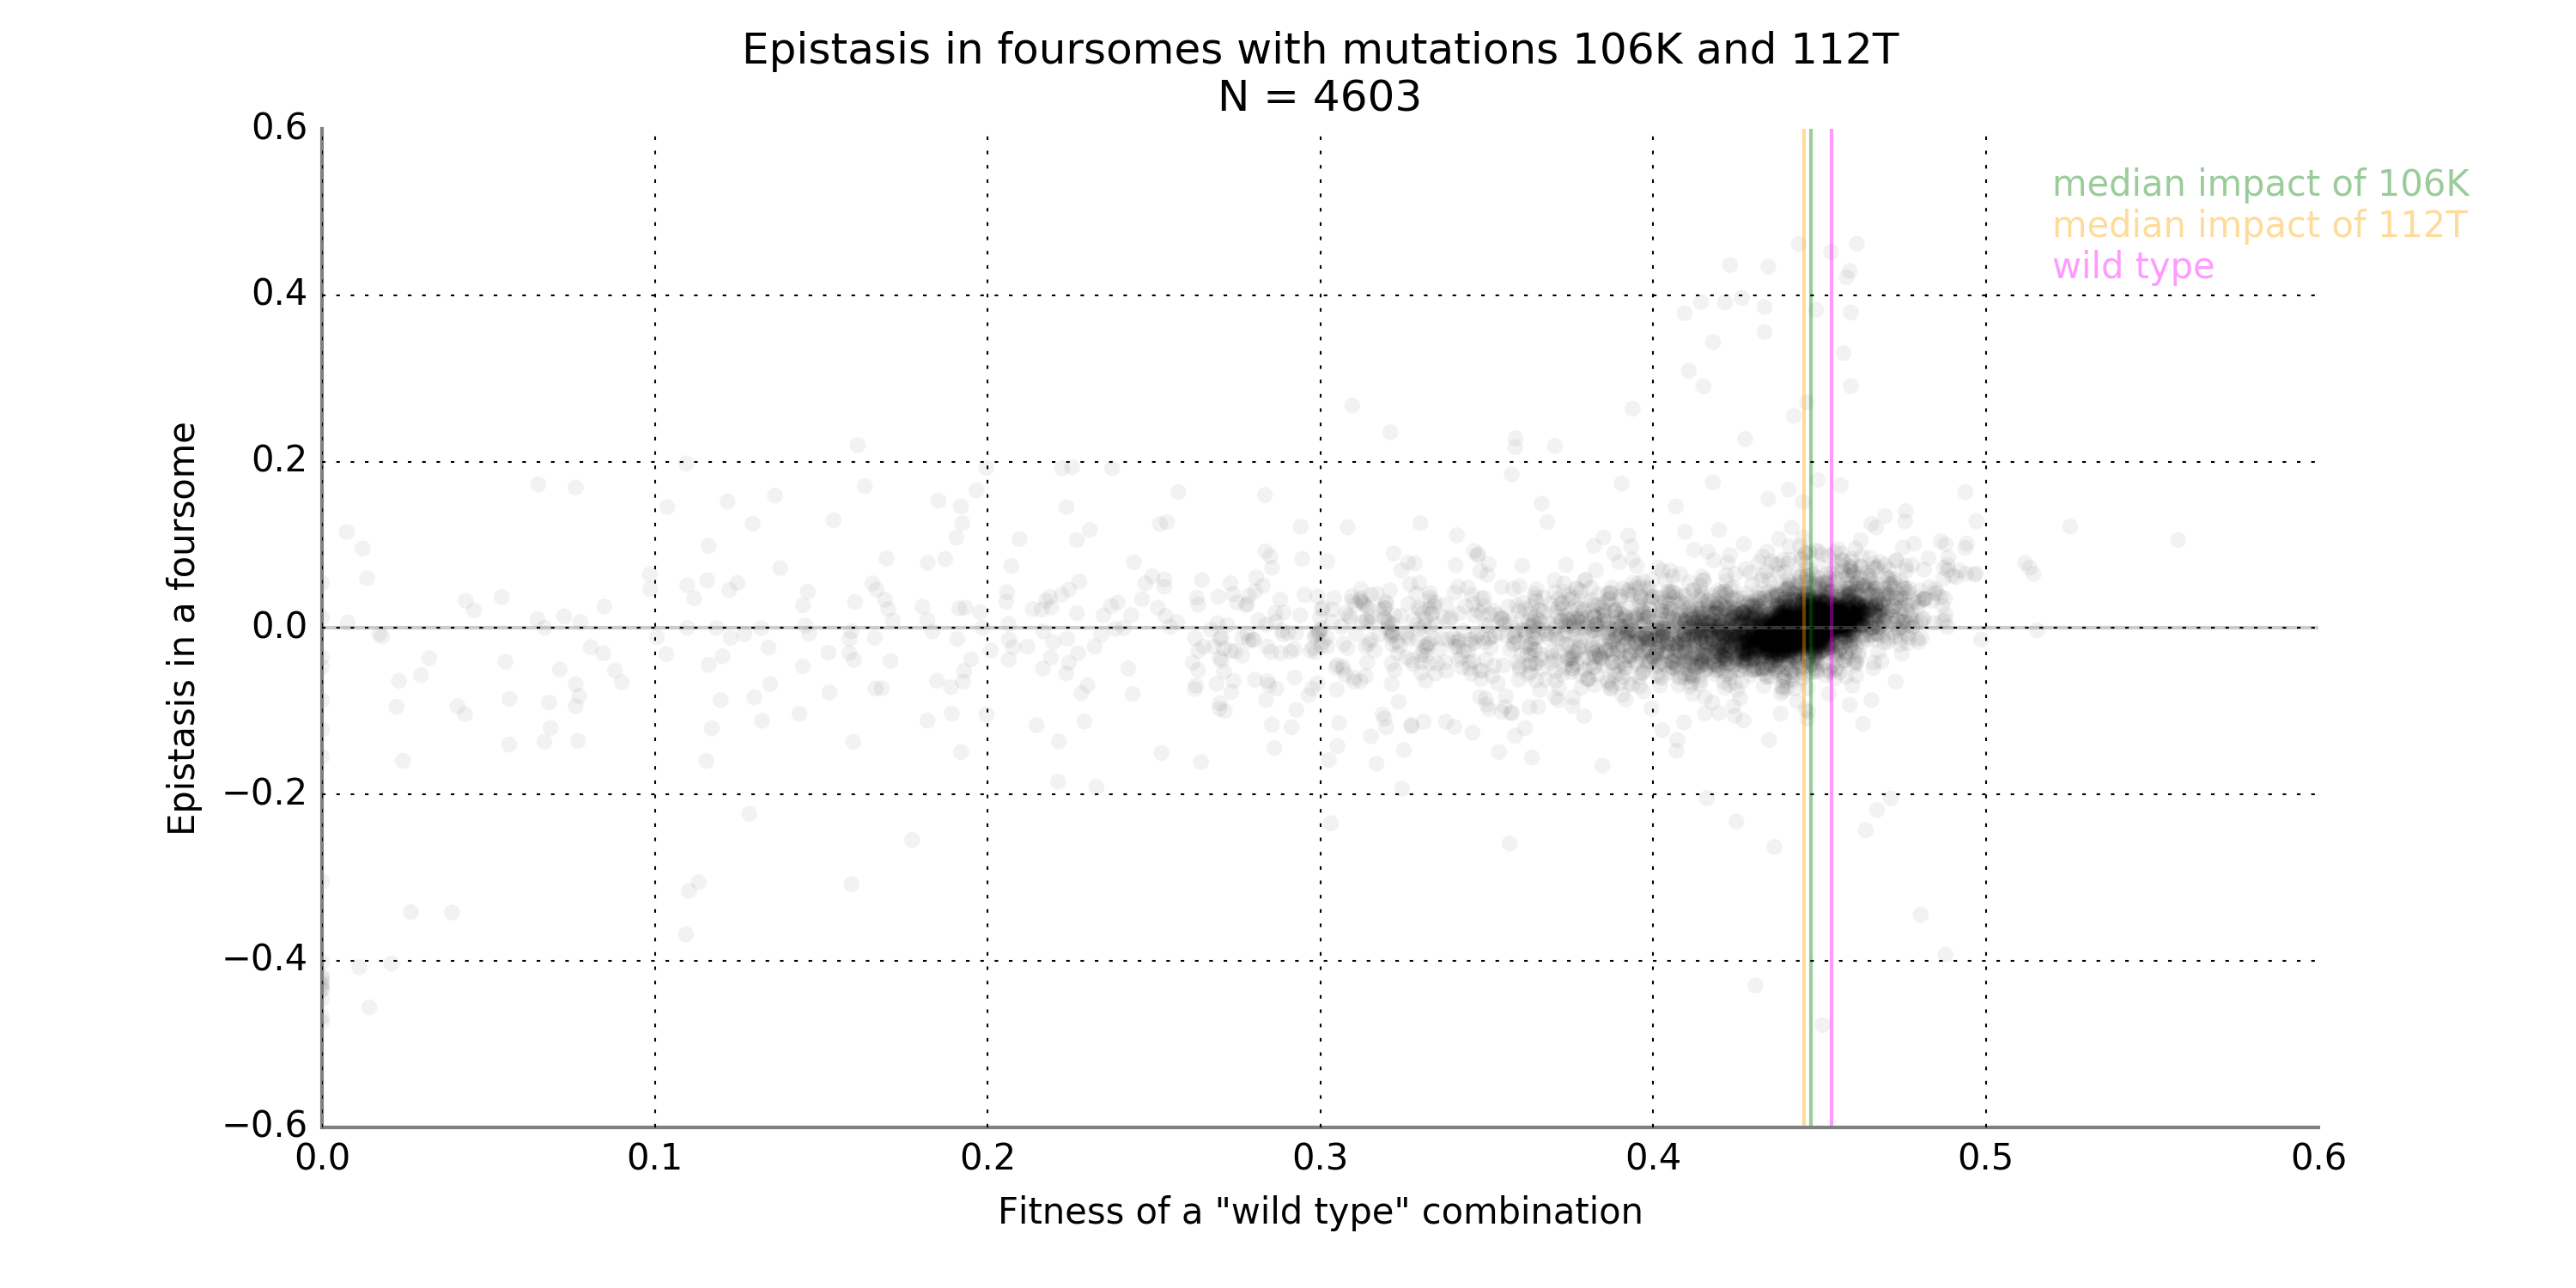 Epistasis in foursomes with mutations 106K and 112T
N = 4603
0.6
0.4
0.2
0.0
−0.2
−0.4
−0.6
Epistasis in a foursome
median impact of 106K
median impact of 112T
wild type
0.0 0.1 0.2 0.3 0.4 0.5 0.6
Fitness of a "wild type" combination